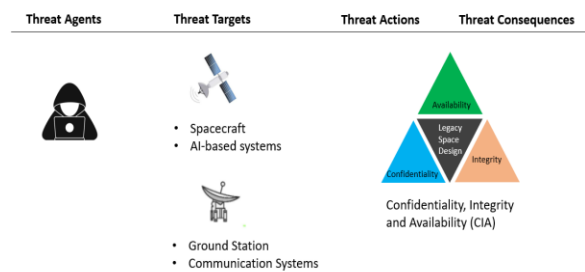 Threat Agents Threat Targets Threat Actions Threat Consequences
Availability
Legacy
Space
Design
Confidentiality
Integrity
• Spacecraft
• AI-based systems
Confidentiality, Integrity
and Availability (CIA)
• Ground Station
• Communication Systems